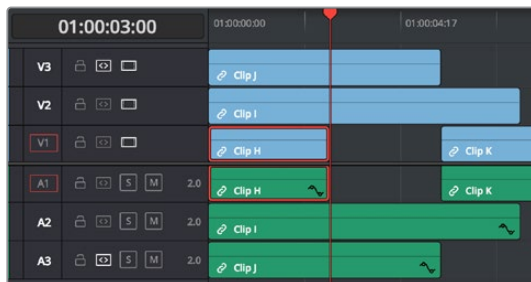 01:00:03:00 01:00:00:00 01:00:04:17
V3 Clip J
V2 Clip I
V1 Clip H Clip K
A1 S M 2.0 Clip H Clip K
A2 S M 2.0 Clip I
A3 S M 2.0 Clip J